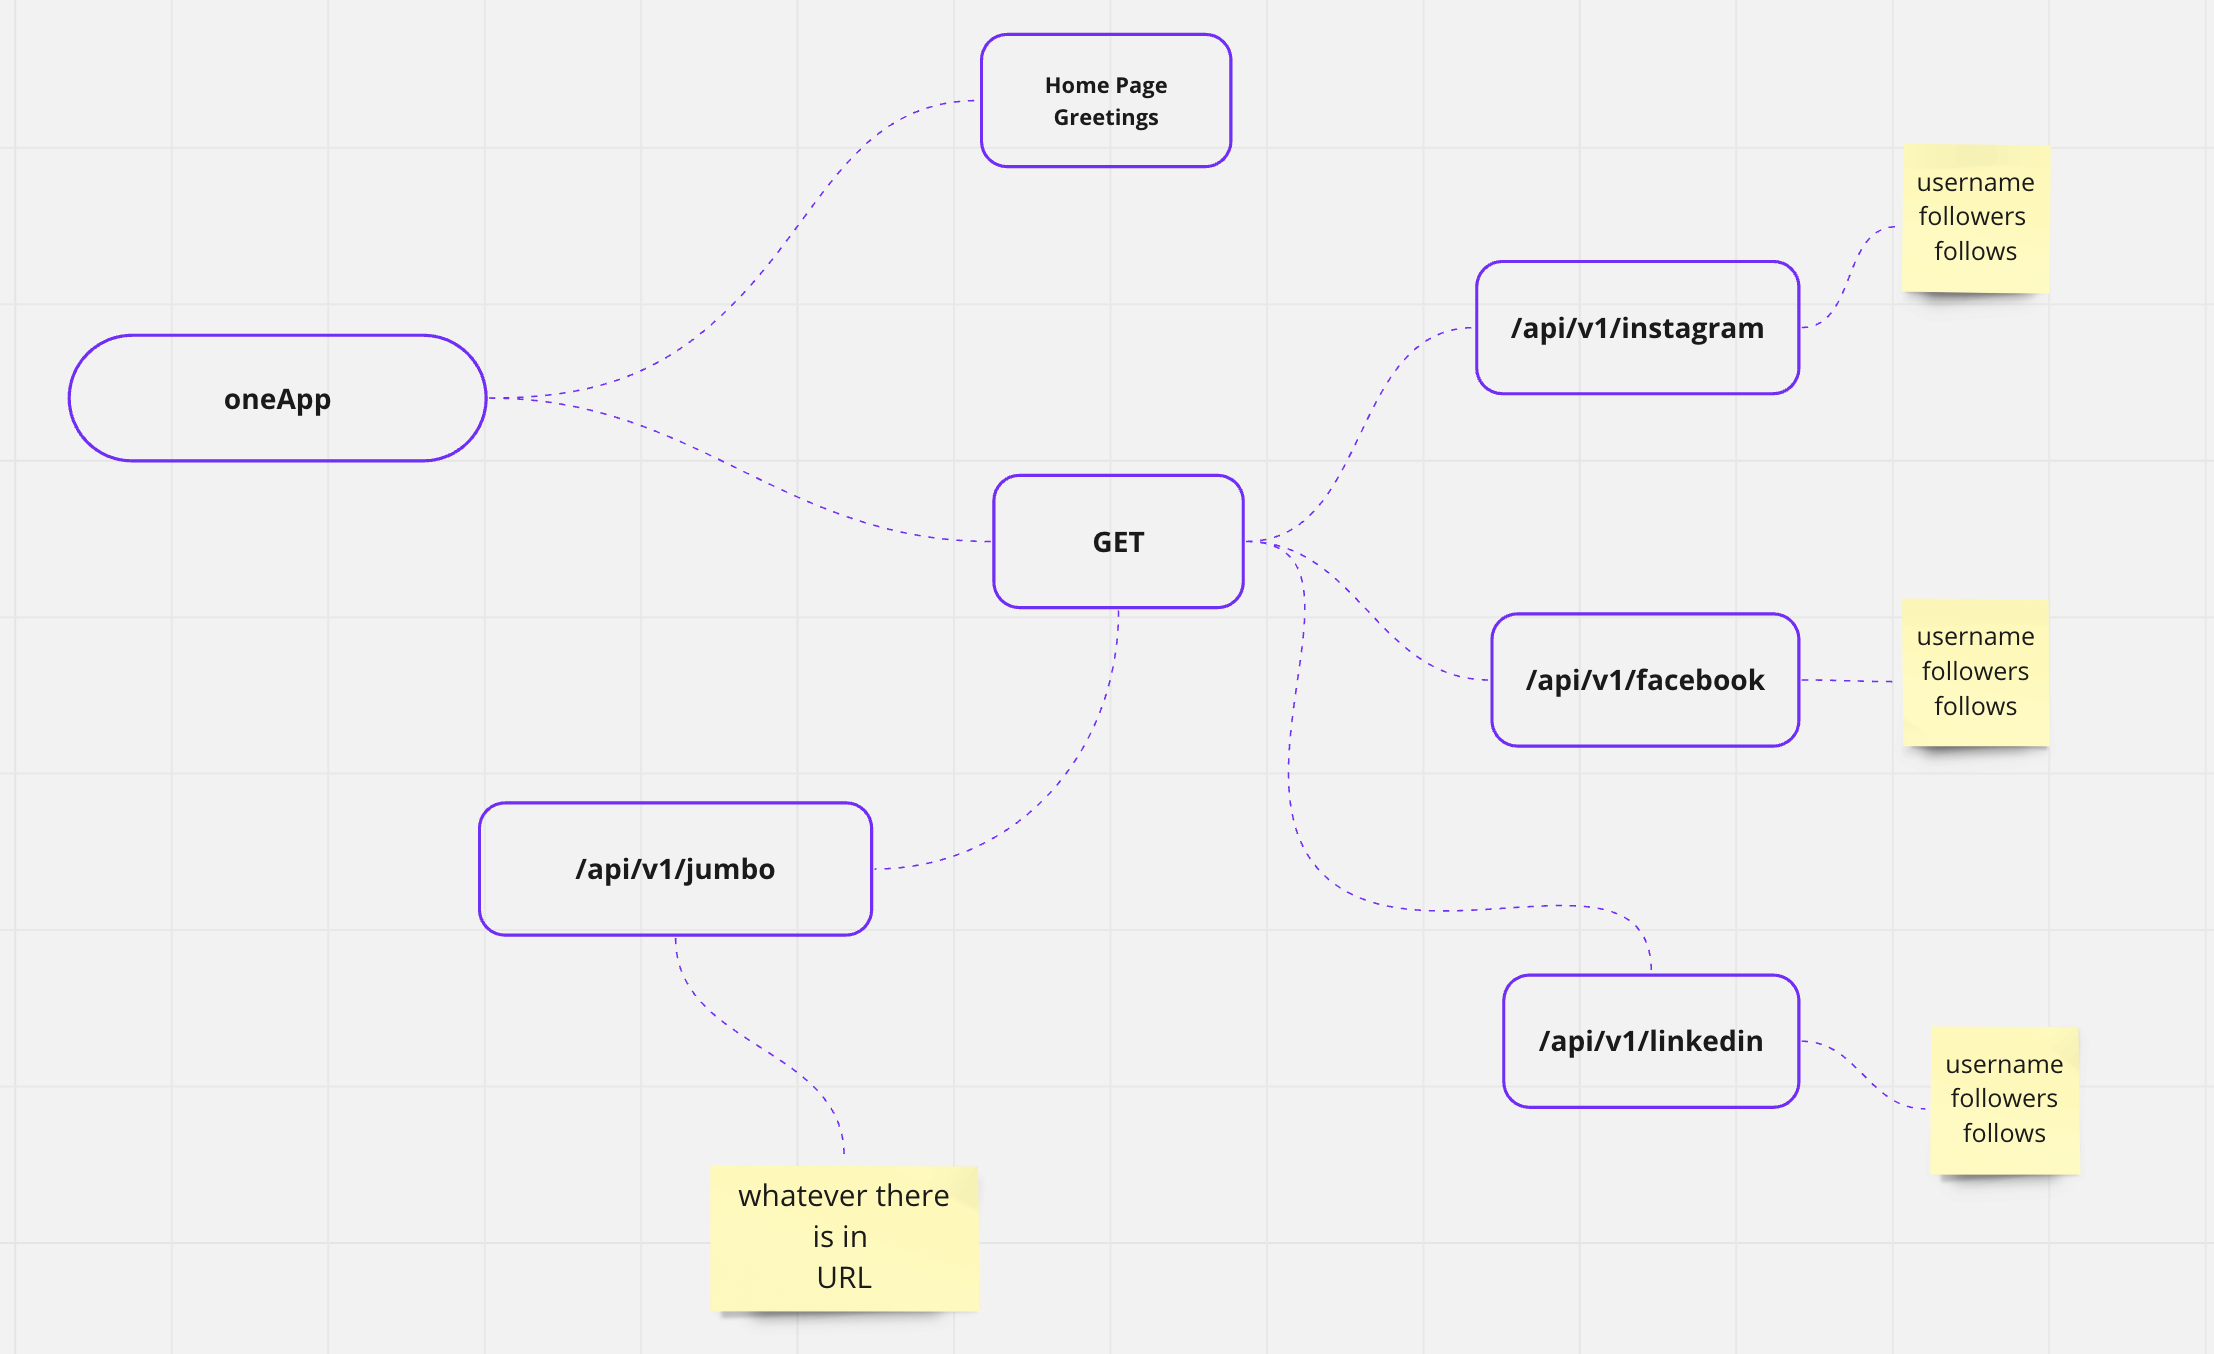 Home Page
Greetings
username
followers
follows
/api/v1/instagram
oneApp
GET
username
followers
follows
/api/v1/facebook
/api/v1/jumbo
/api/v1/linkedin
username
followers
follows
whatever there
is in
URL